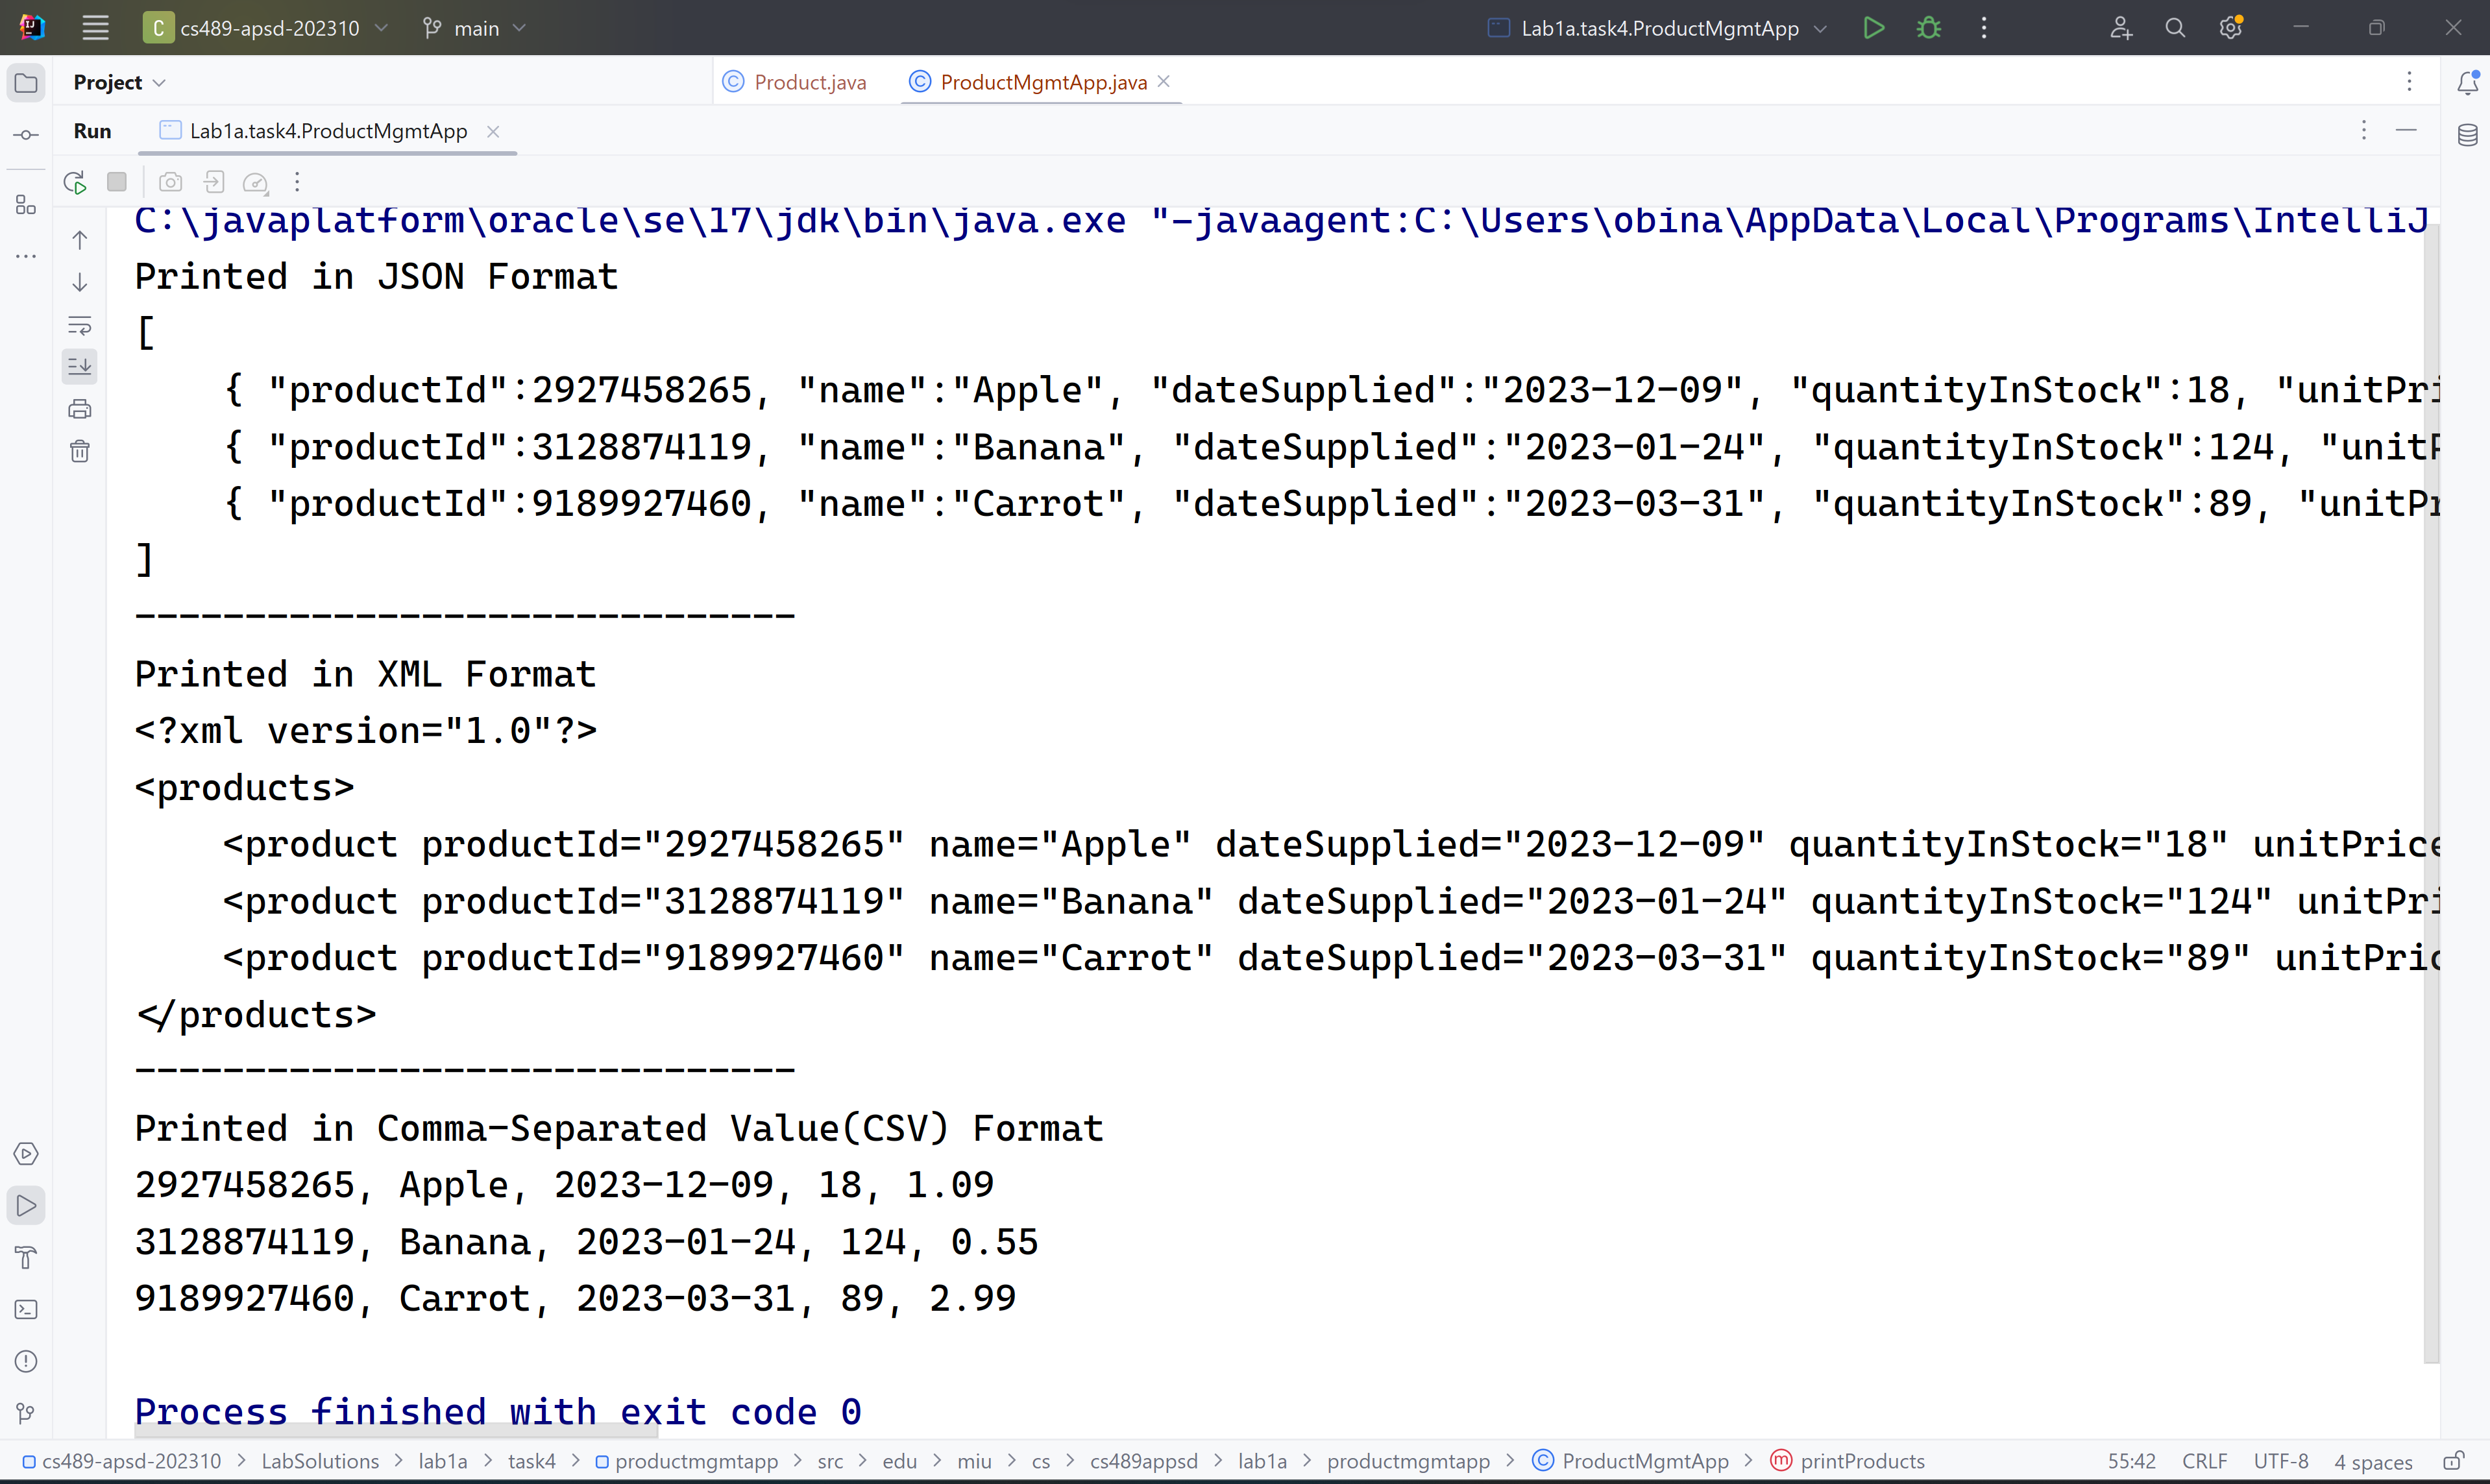 C cs489-apsd-202310 main Lab1a.task4.ProductMgmtApp
Project Product.java ProductMgmtApp.java
Run Lab1a.task4.ProductMgmtApp
C:\javaplatform\oracle\se\17\jdk\bin\java.exe "-javaagent:C:\Users\obina\AppData\Local\Programs\IntelliJ
Printed in JSON Format
[
    { "productId":2927458265, "name":"Apple", "dateSupplied":"2023-12-09", "quantityInStock":18, "unitPri
    { "productId":3128874119, "name":"Banana", "dateSupplied":"2023-01-24", "quantityInStock":124, "unitP
    { "productId":9189927460, "name":"Carrot", "dateSupplied":"2023-03-31", "quantityInStock":89, "unitPr
]
------------------------------
Printed in XML Format
<?xml version="1.0"?>
<products>
    <product productId="2927458265" name="Apple" dateSupplied="2023-12-09" quantityInStock="18" unitPrice
    <product productId="3128874119" name="Banana" dateSupplied="2023-01-24" quantityInStock="124" unitPri
    <product productId="9189927460" name="Carrot" dateSupplied="2023-03-31" quantityInStock="89" unitPric
</products>
------------------------------
Printed in Comma-Separated Value(CSV) Format
2927458265, Apple, 2023-12-09, 18, 1.09
3128874119, Banana, 2023-01-24, 124, 0.55
9189927460, Carrot, 2023-03-31, 89, 2.99
Process finished with exit code 0
cs489-apsd-202310 > LabSolutions > lab1a > task4 > productmgmtapp > src > edu > miu > cs > cs489appsd > lab1a > productmgmtapp > ProductMgmtApp > printProducts 55:42 CRLF UTF-8 4 spaces